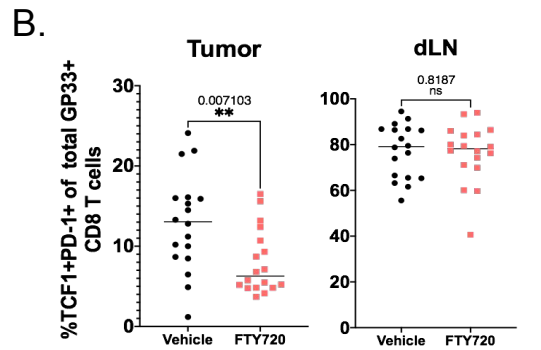 B.
Tumor
dLN
%TCF1+PD-1+ of total GP33+
CD8 T cells
30
20
10
0
0.007103
**
Vehicle
FTY720
100
80
60
40
20
0
0.8187
ns
Vehicle
FTY720